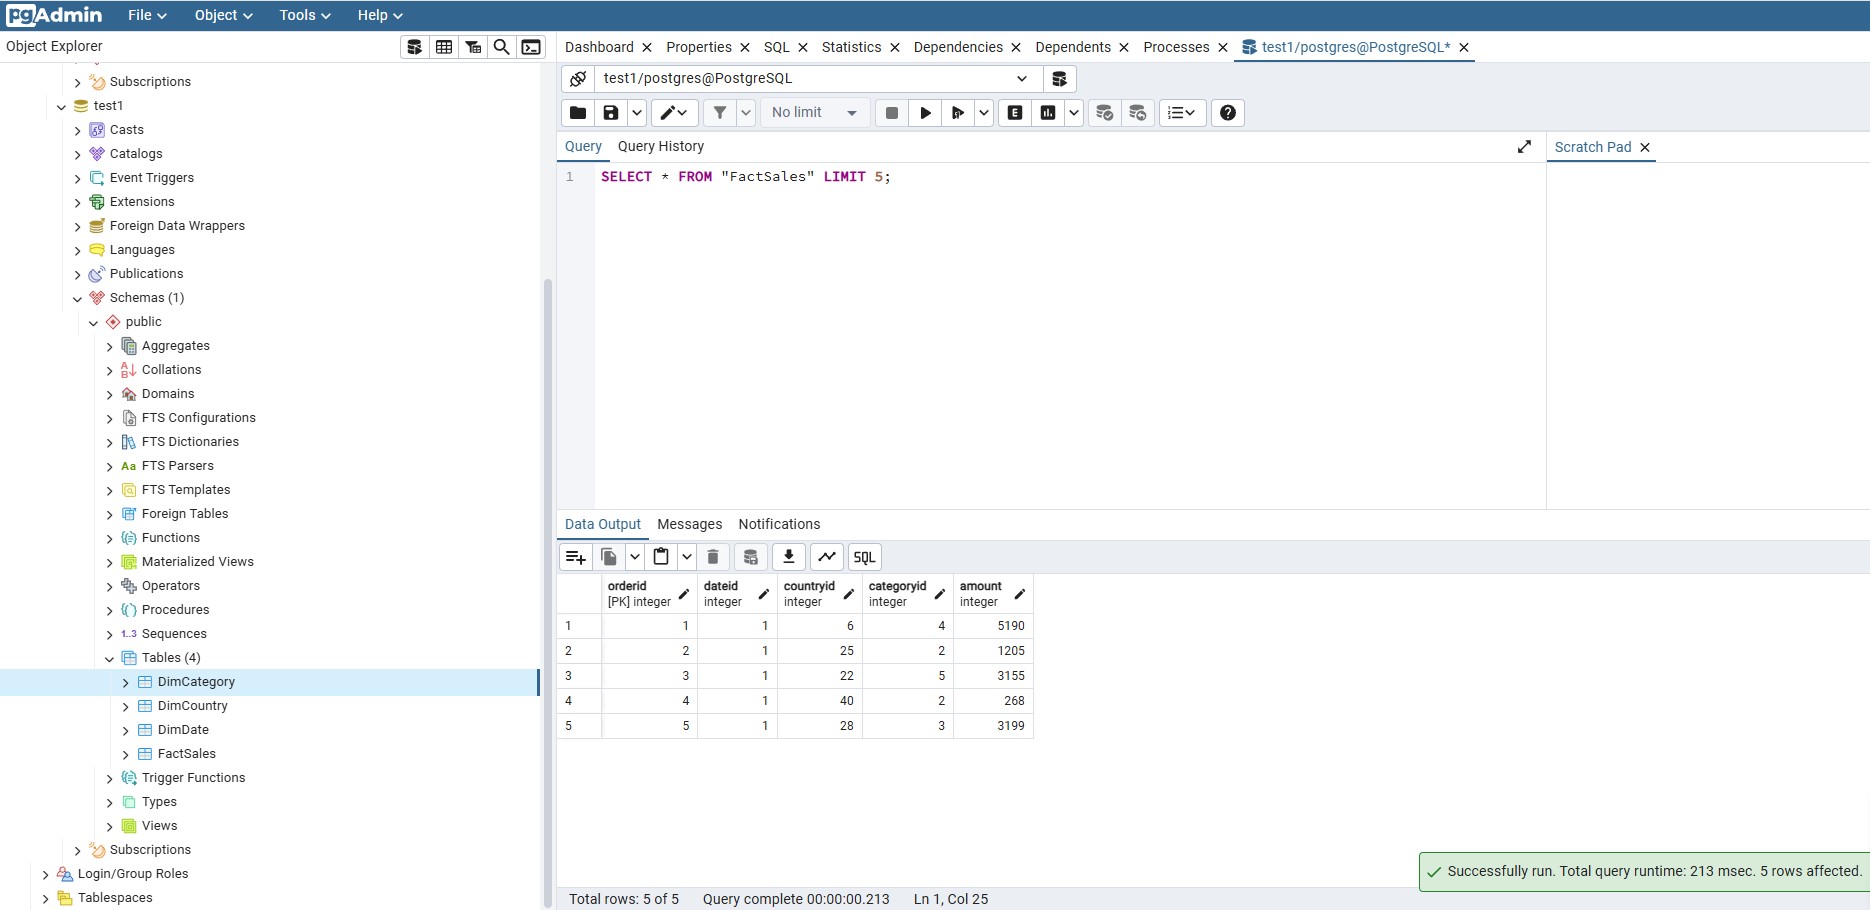 pgAdmin File Object Tools Help
Object Explorer
Subscriptions
test1
Casts
Catalogs
Event Triggers
Extensions
Foreign Data Wrappers
Languages
Publications
Schemas (1)
public
Aggregates
Collations
Domains
FTS Configurations
FTS Dictionaries
Aa FTS Parsers
FTS Templates
Foreign Tables
Functions
Materialized Views
Operators
Procedures
1..3 Sequences
Tables (4)
DimCategory
DimCountry
DimDate
FactSales
Trigger Functions
Types
Views
Subscriptions
Login/Group Roles
Tablespaces
Dashboard Properties SQL Statistics Dependencies Dependents Processes test1/postgres@PostgreSQL*
test1/postgres@PostgreSQL
No limit E
Query Query History
Scratch Pad
1 SELECT * FROM "FactSales" LIMIT 5;
Data Output Messages Notifications
SQL
orderid dateid countryid categoryid amount
[PK] integer integer integer integer integer
1 1 1 6 4 5190
2 2 1 25 2 1205
3 3 1 22 5 3155
4 4 1 40 2 268
5 5 1 28 3 3199
Successfully run. Total query runtime: 213 msec. 5 rows affected.
Total rows: 5 of 5 Query complete 00:00:00.213 Ln 1, Col 25